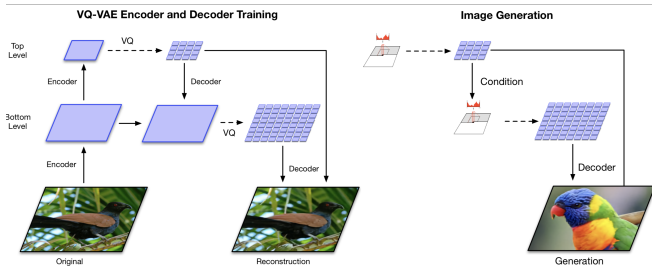 VQ-VAE Encoder and Decoder Training
Image Generation
Top
Level
VQ
Encoder
Decoder
Condition
Bottom
Level
VQ
Encoder
Decoder
Decoder
Original
Reconstruction
Generation